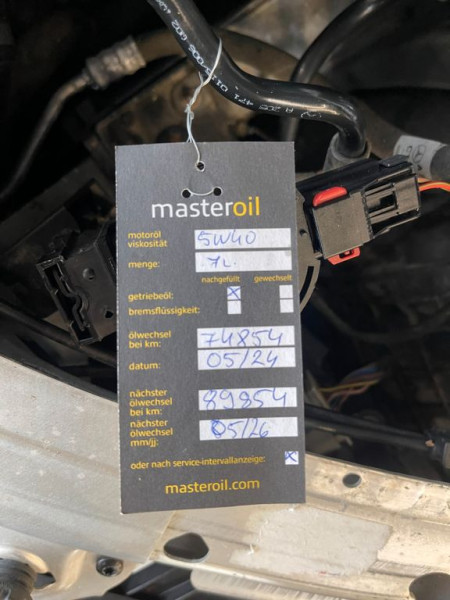 masteroil
motoröl viskosität 5W40
menge: 7L.
nachgefüllt gewechselt
getriebeöl: X
bremsflüssigkeit:
ölwechsel bei km: 74854
datum: 05/24
nächster ölwechsel bei km: 89854
nächster ölwechsel mm/jj: 05/26
oder nach service-intervallanzeige: X
masteroil.com